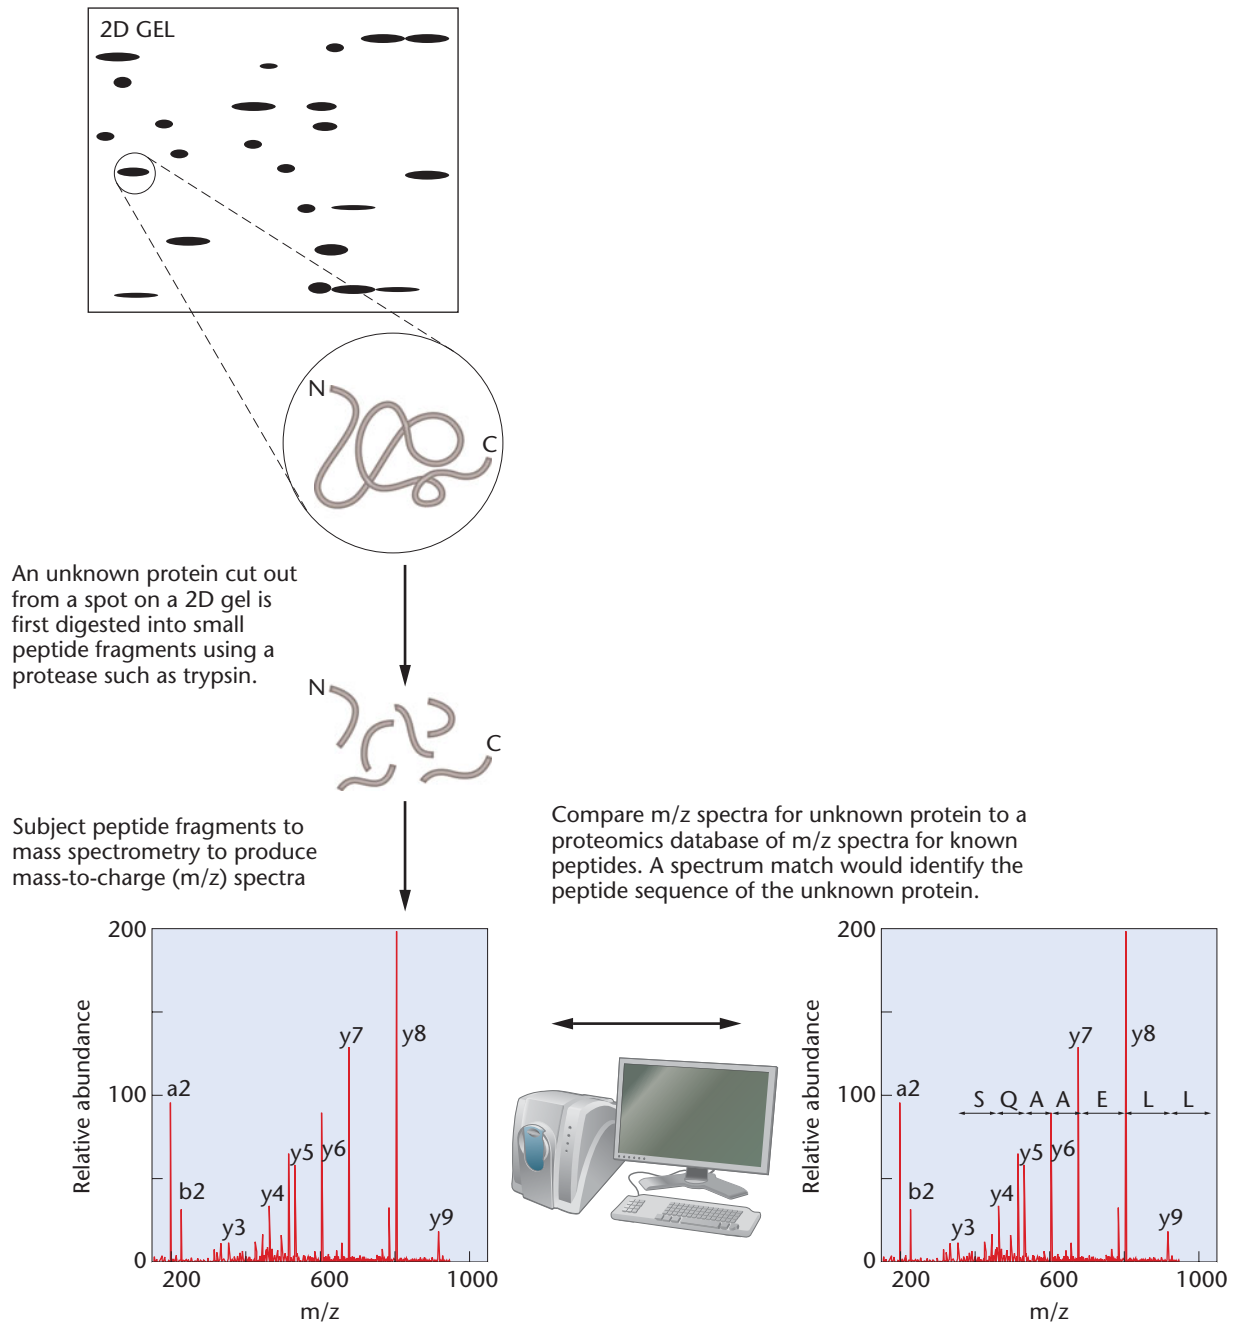 2D GEL
N
C
An unknown protein cut out
from a spot on a 2D gel is
first digested into small
peptide fragments using a
protease such as trypsin.
N
C
Subject peptide fragments to
mass spectrometry to produce
mass-to-charge (m/z) spectra
Compare m/z spectra for unknown protein to a
proteomics database of m/z spectra for known
peptides. A spectrum match would identify the
peptide sequence of the unknown protein.
200
100
0
Relative abundance
a2
b2
y3
y4
y5
y6
y7
y8
y9
200
600
1000
m/z
200
100
0
Relative abundance
a2
b2
y3
y4
y5
y6
y7
y8
y9
S Q A A E L L
200
600
1000
m/z